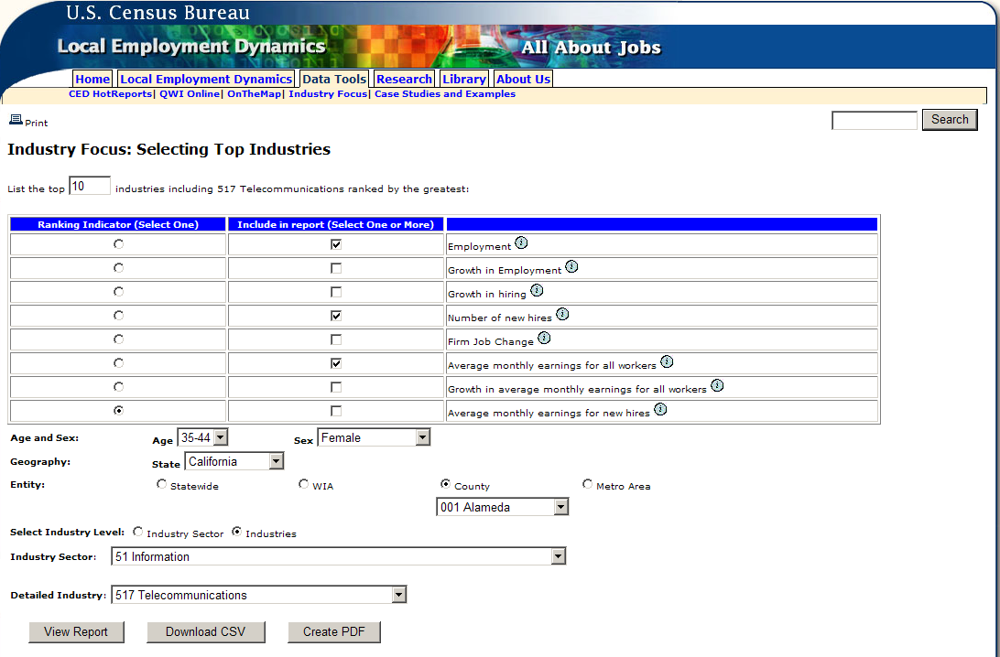 U.S. Census Bureau
Local Employment Dynamics All About Jobs
Home Local Employment Dynamics Data Tools Research Library About Us
CED HotReports| QWI Online| OnTheMap| Industry Focus| Case Studies and Examples
Print Search
Industry Focus: Selecting Top Industries
List the top 10 industries including 517 Telecommunications ranked by the greatest:
Ranking Indicator (Select One) Include in report (Select One or More)
Employment i
Growth in Employment i
Growth in hiring i
Number of new hires i
Firm Job Change i
Average monthly earnings for all workers i
Growth in average monthly earnings for all workers i
Average monthly earnings for new hires i
Age and Sex: Age 35-44 Sex Female
Geography: State California
Entity: Statewide WIA County Metro Area
001 Alameda
Select Industry Level: Industry Sector Industries
Industry Sector: 51 Information
Detailed Industry: 517 Telecommunications
View Report Download CSV Create PDF